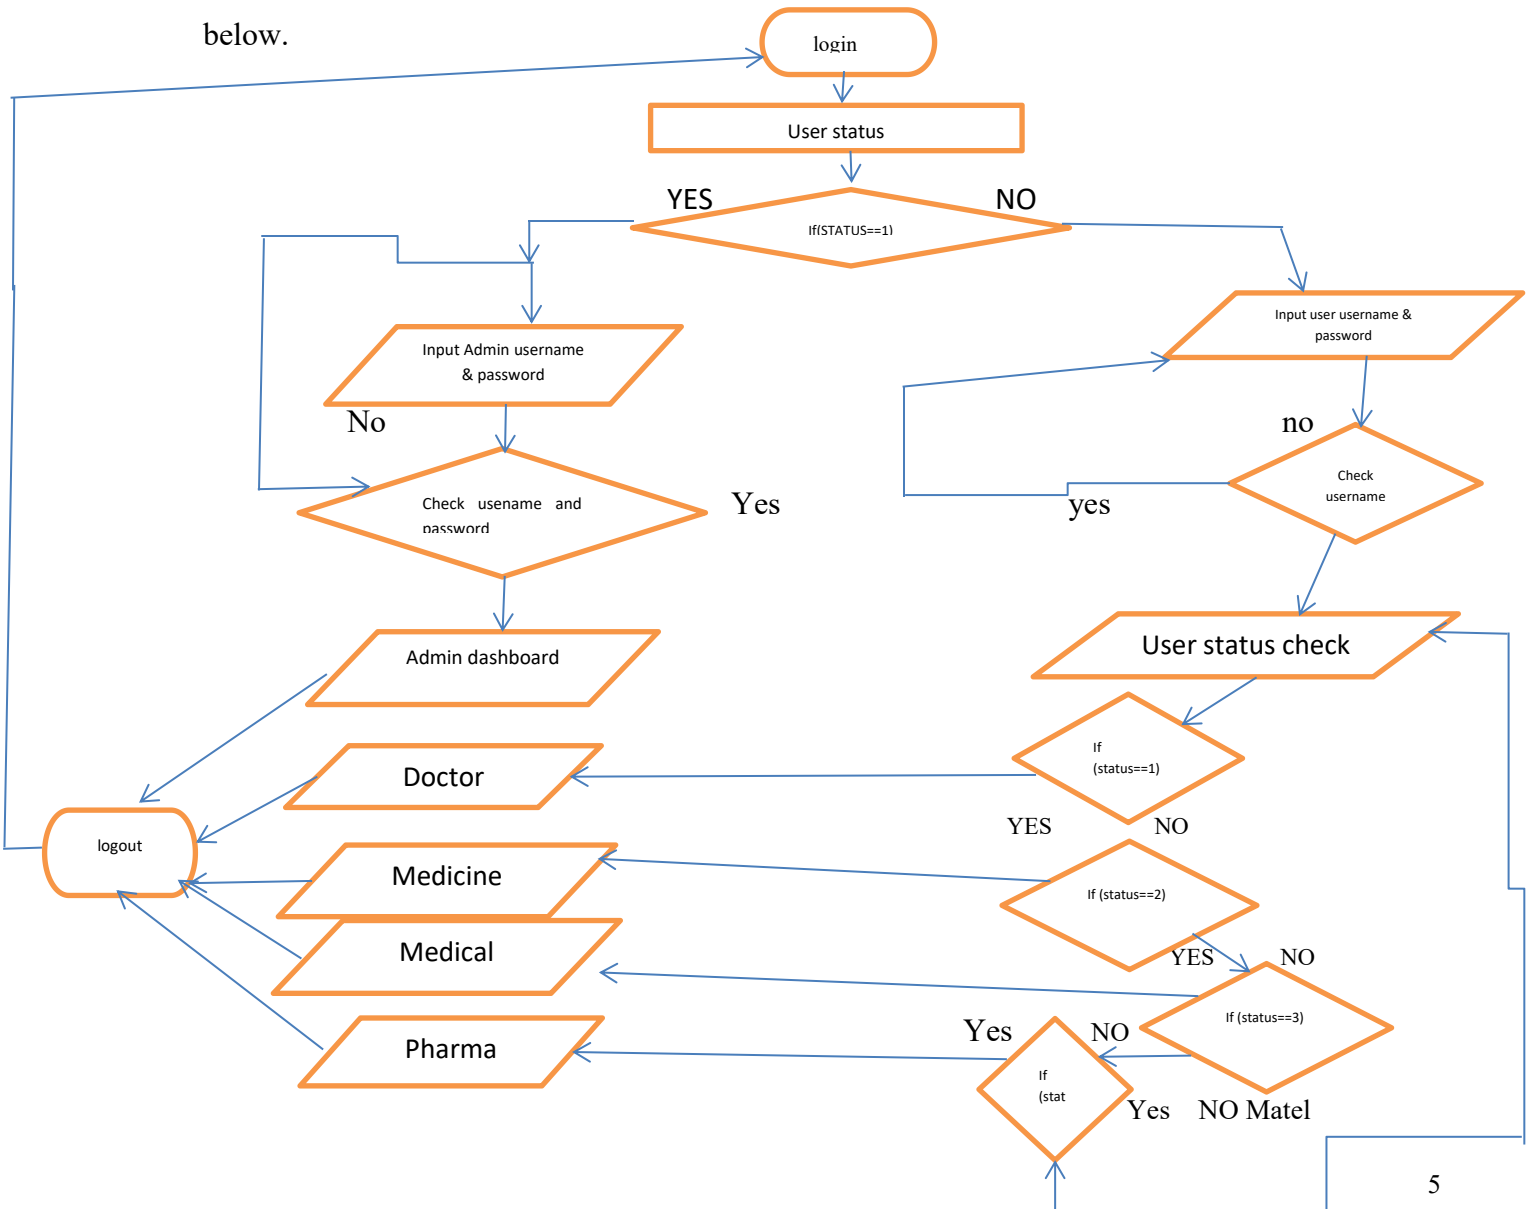 below.
login
User status
YES
NO
If(STATUS==1)
Input user username &
password
Input Admin username
& password
No
no
Check
username
Check usename and
password
Yes
yes
User status check
Admin dashboard
If
(status==1)
Doctor
YES
NO
logout
Medicine
If (status==2)
Medical
YES
NO
If (status==3)
Yes
NO
Pharma
If
(stat
Yes
NO Matel
5